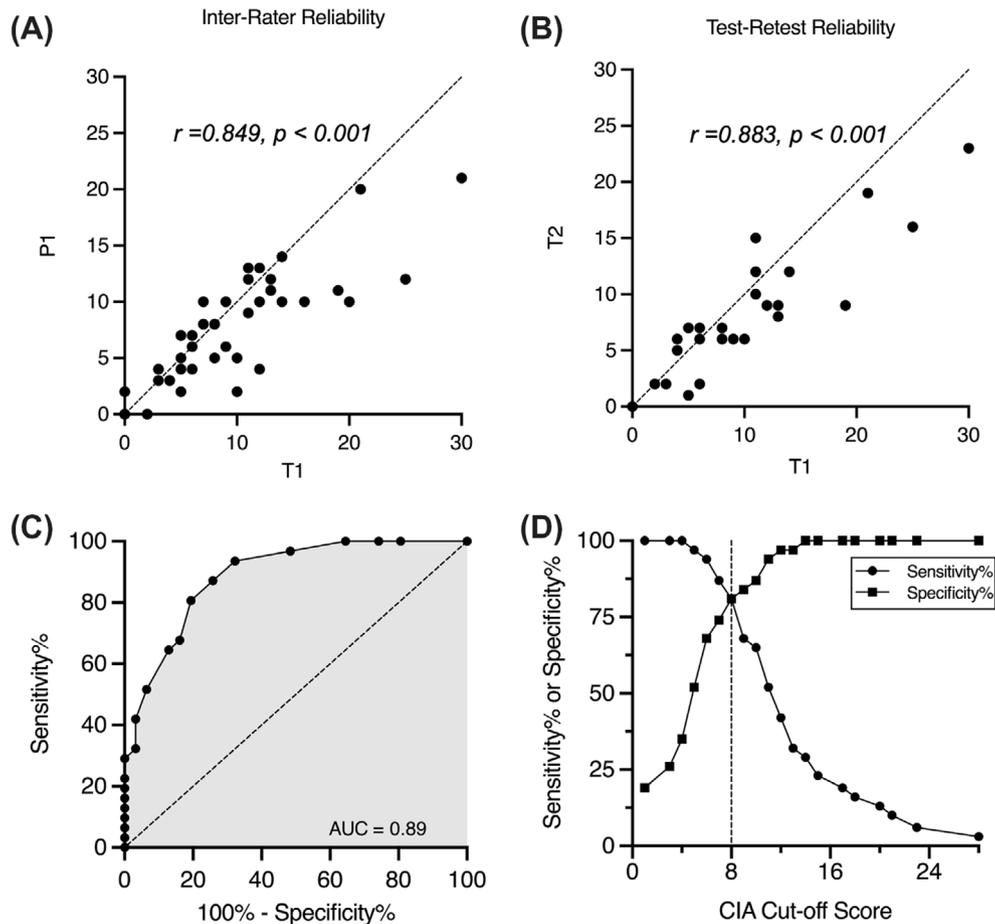 (A)
Inter-Rater Reliability
r =0.849, p < 0.001
P1
30
25
20
15
10
5
0
0 10 20 30
T1
(B)
Test-Retest Reliability
r =0.883, p < 0.001
T2
30
25
20
15
10
5
0
0 10 20 30
T1
(C)
Sensitivity%
100
80
60
40
20
0
AUC = 0.89
0 20 40 60 80 100
100% - Specificity%
(D)
Sensitivity% or Specificity%
100
75
50
25
0
Sensitivity%
Specificity%
0 8 16 24
CIA Cut-off Score